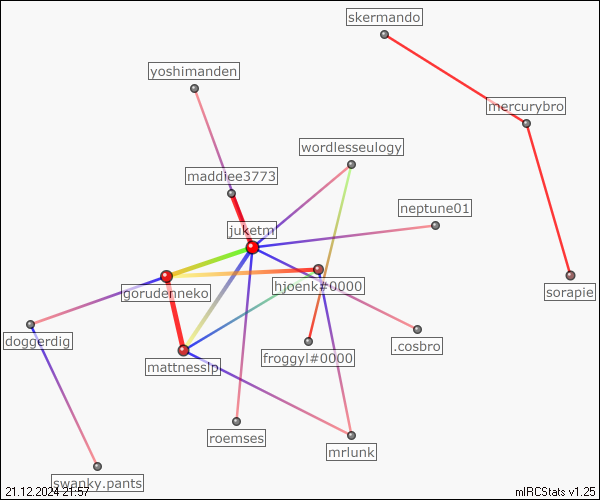 skermando
yoshimanden
mercurybro
wordlesseulogy
maddiee3773
neptune01
juketm
hjoenk#0000
sorapie
gorudenneko
doggerdig
.cosbro
froggyl#0000
mattnesslp
roemses
mrlunk
swanky.pants
21.12.2024 21:57
mIRCStats v1.25